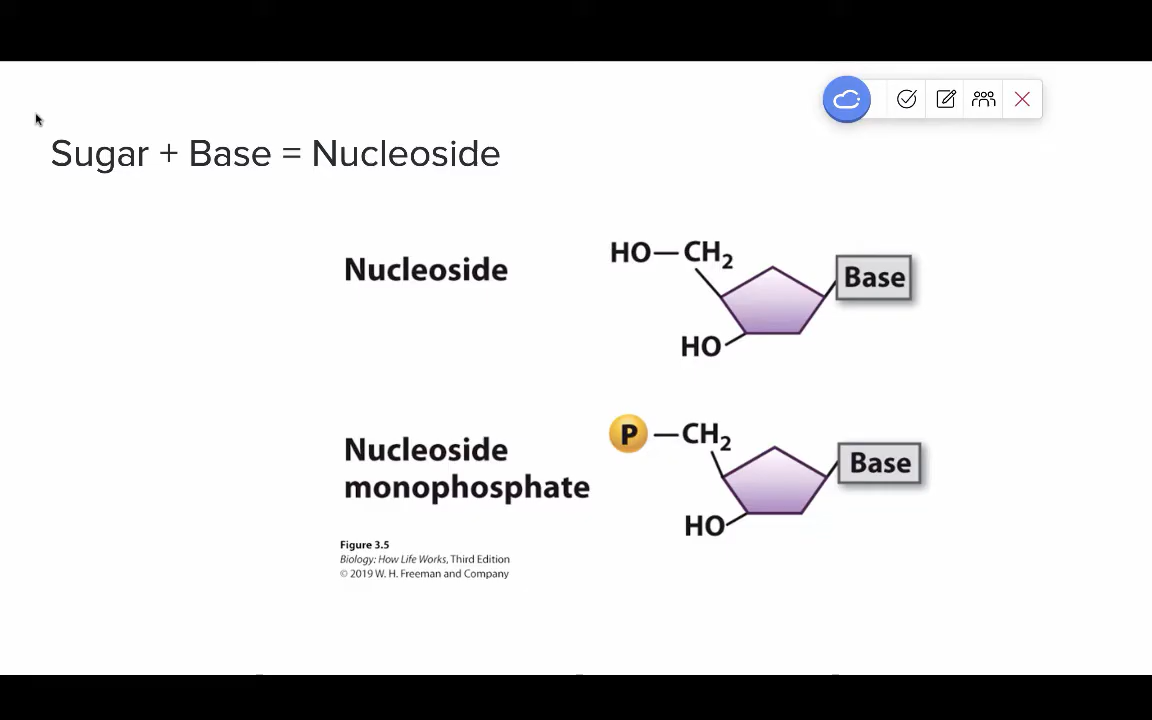 Sugar + Base = Nucleoside
Nucleoside
HO—CH₂
Base
HO
Nucleoside
monophosphate
P—CH₂
Base
HO
Figure 3.5
Biology: How Life Works, Third Edition
© 2019 W. H. Freeman and Company